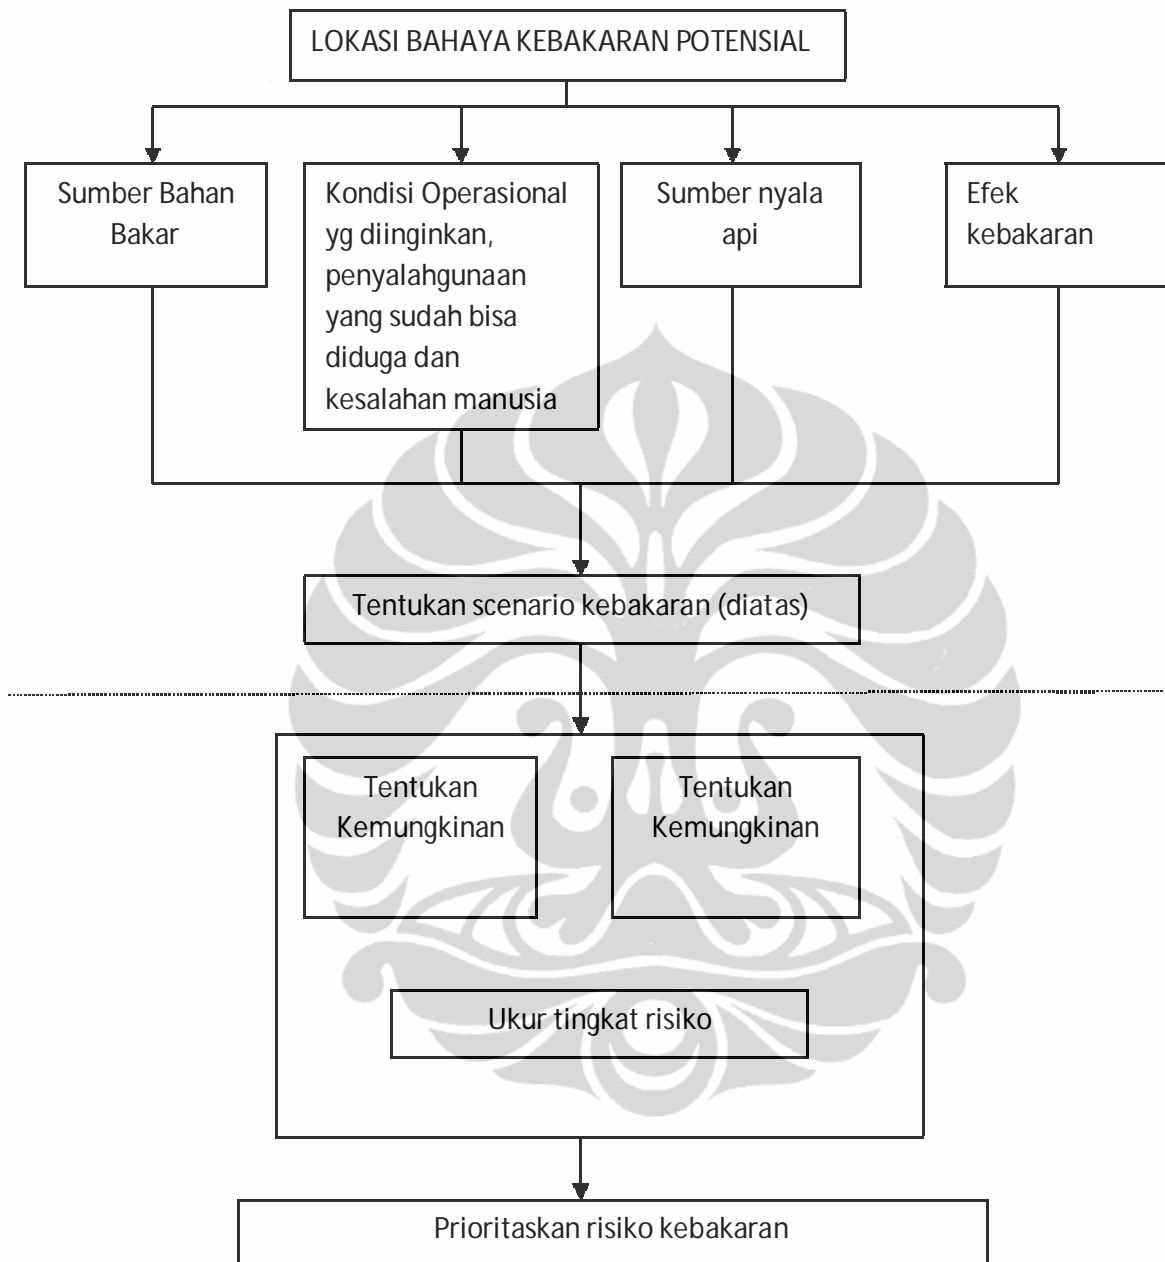 LOKASI BAHAYA KEBAKARAN POTENSIAL
Sumber Bahan
Bakar
Kondisi Operasional
yg diinginkan,
penyalahgunaan
yang sudah bisa
diduga dan
kesalahan manusia
Sumber nyala
api
Efek
kebakaran
Tentukan scenario kebakaran (diatas)
Tentukan
Kemungkinan
Tentukan
Kemungkinan
Ukur tingkat risiko
Prioritaskan risiko kebakaran